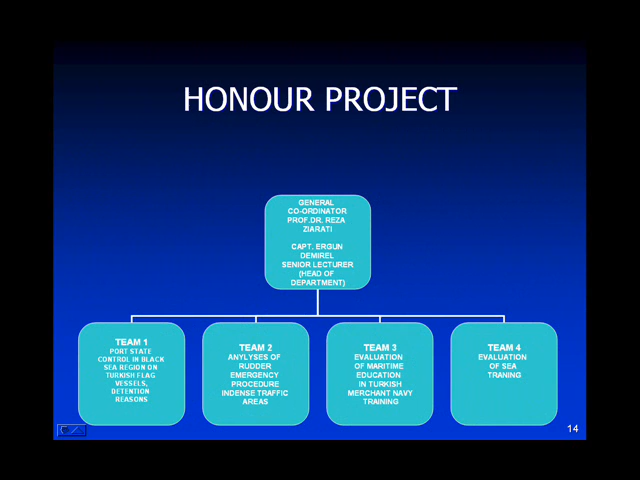 HONOUR PROJECT
GENERAL
CO-ORDINATOR
PROF.DR. REZA
ZIARATI
CAPT. ERGUN
DEMIREL
SENIOR LECTURER
(HEAD OF
DEPARTMENT)
TEAM 1
PORT STATE
CONTROL IN BLACK
SEA REGION ON
TURKISH FLAG
VESSELS,
DETENTION
REASONS
TEAM 2
ANYLYSES OF
RUDDER
EMERGENCY
PROCEDURE
INDENSE TRAFFIC
AREAS
TEAM 3
EVALUATION
OF MARITIME
EDUCATION
IN TURKISH
MERCHANT NAVY
TRAINING
TEAM 4
EVALUATION
OF SEA
TRANING
14